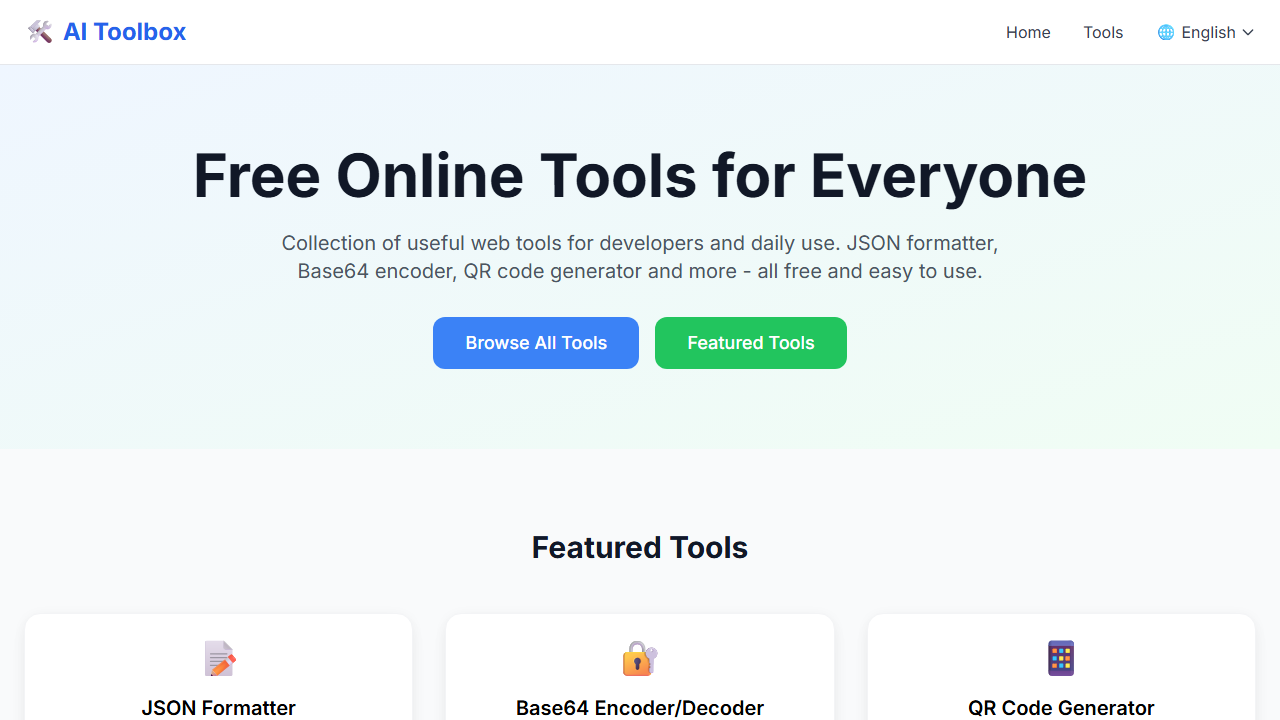 AI Toolbox
Home
Tools
English
Free Online Tools for Everyone
Collection of useful web tools for developers and daily use. JSON formatter,
Base64 encoder, QR code generator and more - all free and easy to use.
Browse All Tools
Featured Tools
Featured Tools
JSON Formatter
Base64 Encoder/Decoder
QR Code Generator